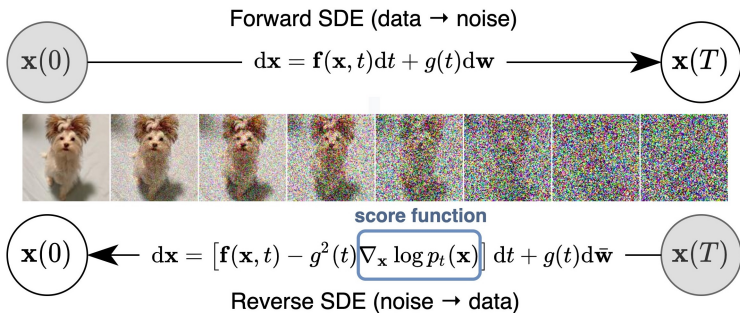 Forward SDE (data → noise)
x(0) dx = f(x, t)dt + g(t)dw x(T)
score function
x(0) dx = [f(x, t) − g²(t)∇ₓ log pₜ(x)] dt + g(t)dw̄ x(T)
Reverse SDE (noise → data)